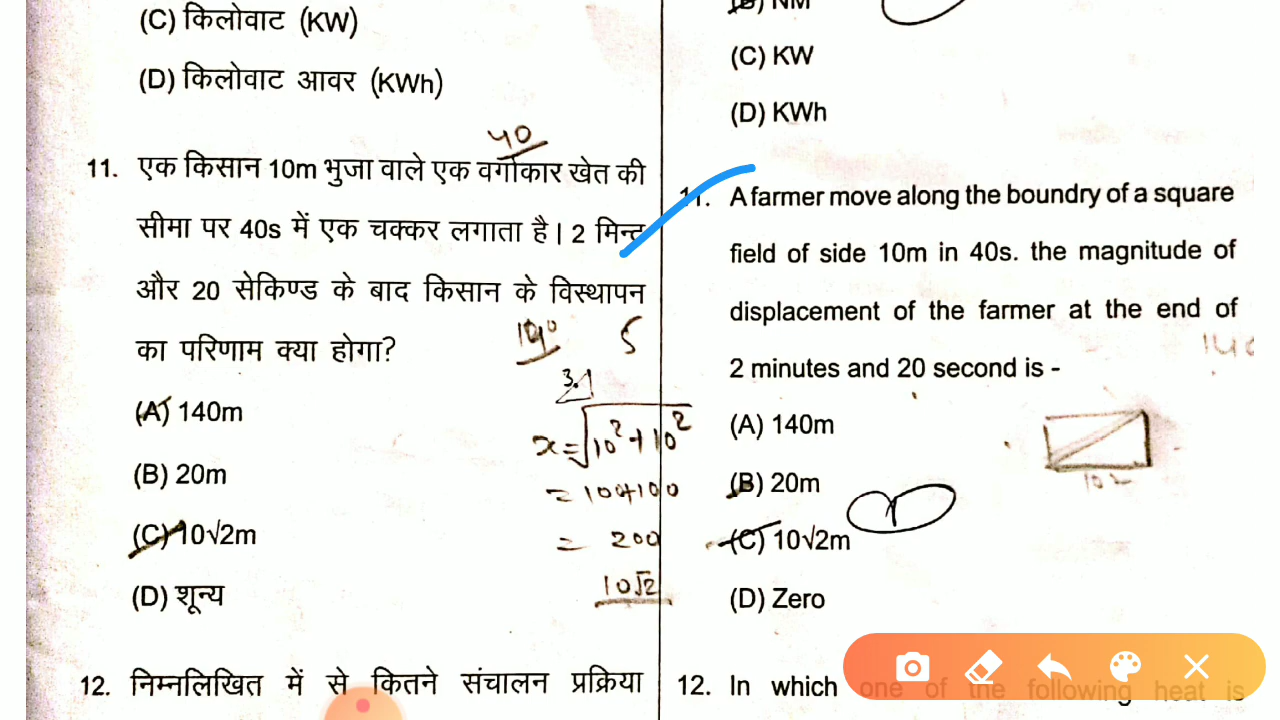 (C) किलोवाट (KW)
(D) किलोवाट आवर (KWh)
40
11. एक किसान 10m भुजा वाले एक वर्गाकार खेत की
सीमा पर 40s में एक चक्कर लगाता है। 2 मिन्ट
और 20 सेकिण्ड के बाद किसान के विस्थापन
का परिणाम क्या होगा?
5
(A) 140m
(B) 20m
(C) 10√2m
(D) शून्य
x = √10² + 10²
= 100+100
= 200
10√2
12. निम्नलिखित में से कितने संचालन प्रक्रिया
(B) NM
(C) KW
(D) KWh
11. A farmer move along the boundry of a square
field of side 10m in 40s. the magnitude of
displacement of the farmer at the end of
2 minutes and 20 second is -
(A) 140m
(B) 20m
(C) 10√2m
(D) Zero
12. In which one of the following heat is